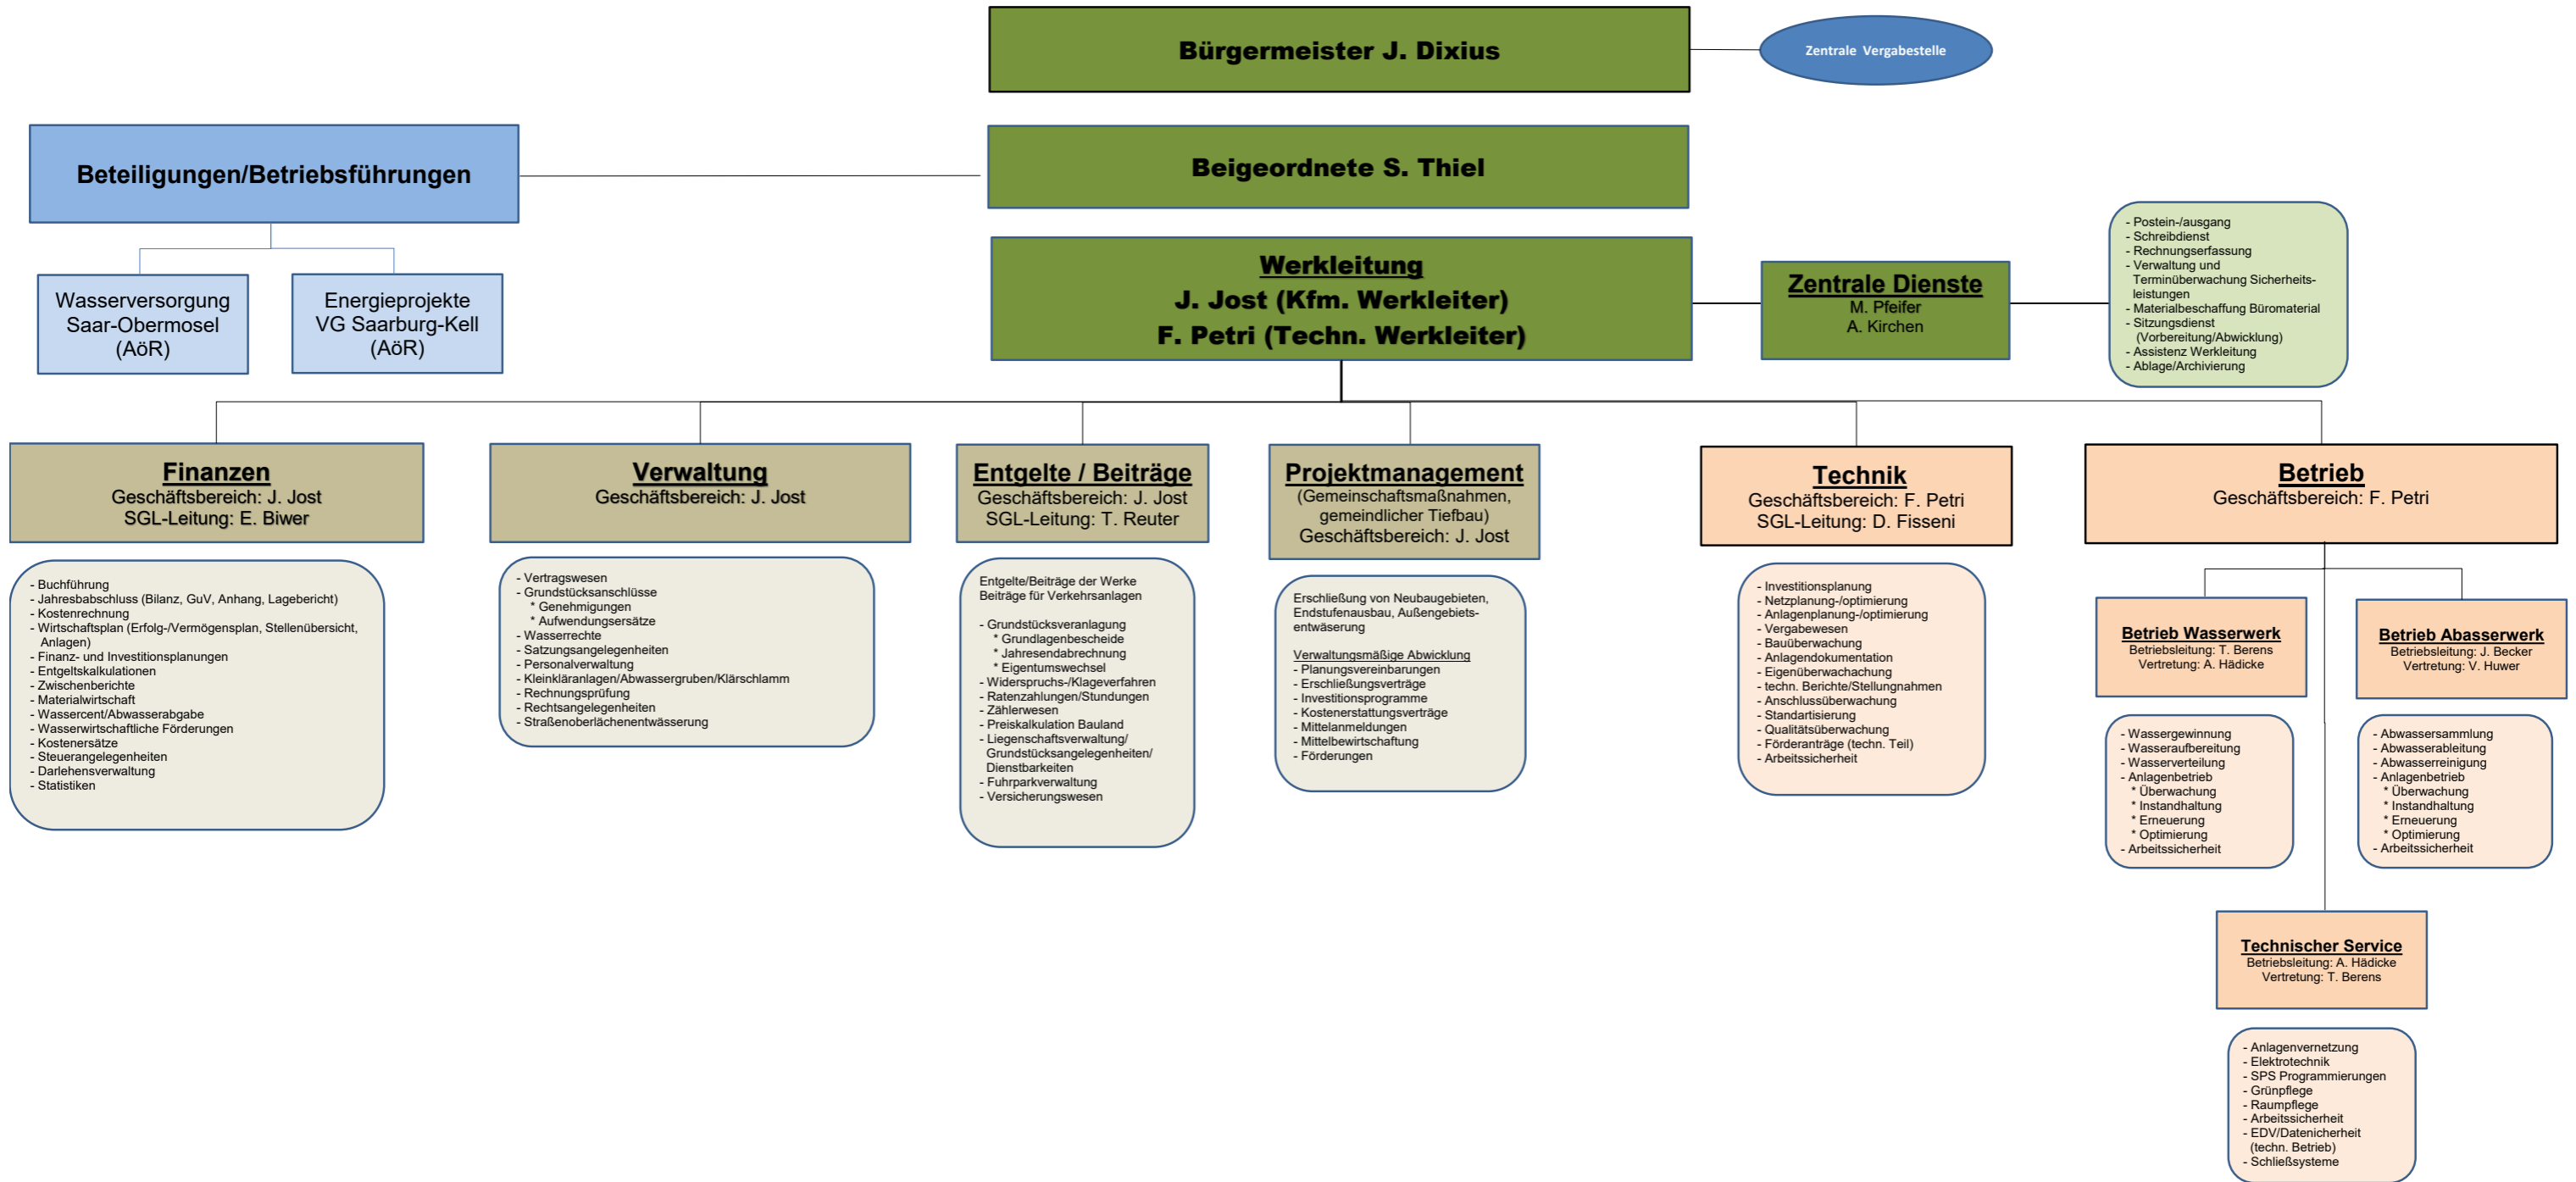 Bürgermeister J. Dixius
Zentrale Vergabestelle
Beteiligungen/Betriebsführungen
Beigeordnete S. Thiel
Wasserversorgung
Saar-Obermosel
(AöR)
Energieprojekte
VG Saarburg-Kell
(AöR)
Werkleitung
J. Jost (Kfm. Werkleiter)
F. Petri (Techn. Werkleiter)
Zentrale Dienste
M. Pfeifer
A. Kirchen
- Postein-/ausgang
- Schreibdienst
- Rechnungserfassung
- Verwaltung und
Terminüberwachung Sicherheits-
leistungen
- Materialbeschaffung Büromaterial
- Sitzungsdienst
(Vorbereitung/Abwicklung)
- Assistenz Werkleitung
- Ablage/Archivierung
Finanzen
Geschäftsbereich: J. Jost
SGL-Leitung: E. Biwer
- Buchführung
- Jahresbabschluss (Bilanz, GuV, Anhang, Lagebericht)
- Kostenrechnung
- Wirtschaftsplan (Erfolg-/Vermögensplan, Stellenübersicht,
Anlagen)
- Finanz- und Investitionsplanungen
- Entgeltskalkulationen
- Zwischenberichte
- Materialwirtschaft
- Wassercent/Abwasserabgabe
- Wasserwirtschaftliche Förderungen
- Kostenersätze
- Steuerangelegenheiten
- Darlehensverwaltung
- Statistiken
Verwaltung
Geschäftsbereich: J. Jost
- Vertragswesen
- Grundstücksanschlüsse
* Genehmigungen
* Aufwendungsersätze
- Wasserrechte
- Satzungsangelegenheiten
- Personalverwaltung
- Kleinkläranlagen/Abwassergruben/Klärschlamm
- Rechnungsprüfung
- Rechtsangelegenheiten
- Straßenoberlächenentwässerung
Entgelte / Beiträge
Geschäftsbereich: J. Jost
SGL-Leitung: T. Reuter
Entgelte/Beiträge der Werke
Beiträge für Verkehrsanlagen
- Grundstücksveranlagung
* Grundlagenbescheide
* Jahresendabrechnung
* Eigentumswechsel
- Widerspruchs-/Klageverfahren
- Ratenzahlungen/Stundungen
- Zählerwesen
- Preiskalkulation Bauland
- Liegenschaftsverwaltung/
Grundstücksangelegenheiten/
Dienstbarkeiten
- Fuhrparkverwaltung
- Versicherungswesen
Projektmanagement
(Gemeinschaftsmaßnahmen,
gemeindlicher Tiefbau)
Geschäftsbereich: J. Jost
Erschließung von Neubaugebieten,
Endstufenausbau, Außengebiets-
entwäserung
Verwaltungsmäßige Abwicklung
- Planungsvereinbarungen
- Erschließungsverträge
- Investitionsprogramme
- Kostenerstattungsverträge
- Mittelanmeldungen
- Mittelbewirtschaftung
- Förderungen
Technik
Geschäftsbereich: F. Petri
SGL-Leitung: D. Fisseni
- Investitionsplanung
- Netzplanung-/optimierung
- Anlagenplanung-/optimierung
- Vergabewesen
- Bauüberwachung
- Anlagendokumentation
- Eigenüberwachachung
- techn. Berichte/Stellungnahmen
- Anschlussüberwachung
- Standartisierung
- Qualitätsüberwachung
- Förderanträge (techn. Teil)
- Arbeitssicherheit
Betrieb
Geschäftsbereich: F. Petri
Betrieb Wasserwerk
Betriebsleitung: T. Berens
Vertretung: A. Hädicke
- Wassergewinnung
- Wasseraufbereitung
- Wasserverteilung
- Anlagenbetrieb
* Überwachung
* Instandhaltung
* Erneuerung
* Optimierung
- Arbeitssicherheit
Betrieb Abasserwerk
Betriebsleitung: J. Becker
Vertretung: V. Huwer
- Abwassersammlung
- Abwasserableitung
- Abwasserreinigung
- Anlagenbetrieb
* Überwachung
* Instandhaltung
* Erneuerung
* Optimierung
- Arbeitssicherheit
Technischer Service
Betriebsleitung: A. Hädicke
Vertretung: T. Berens
- Anlagenvernetzung
- Elektrotechnik
- SPS Programmierungen
- Grünpflege
- Raumpflege
- Arbeitssicherheit
- EDV/Datenicherheit
(techn. Betrieb)
- Schließsysteme